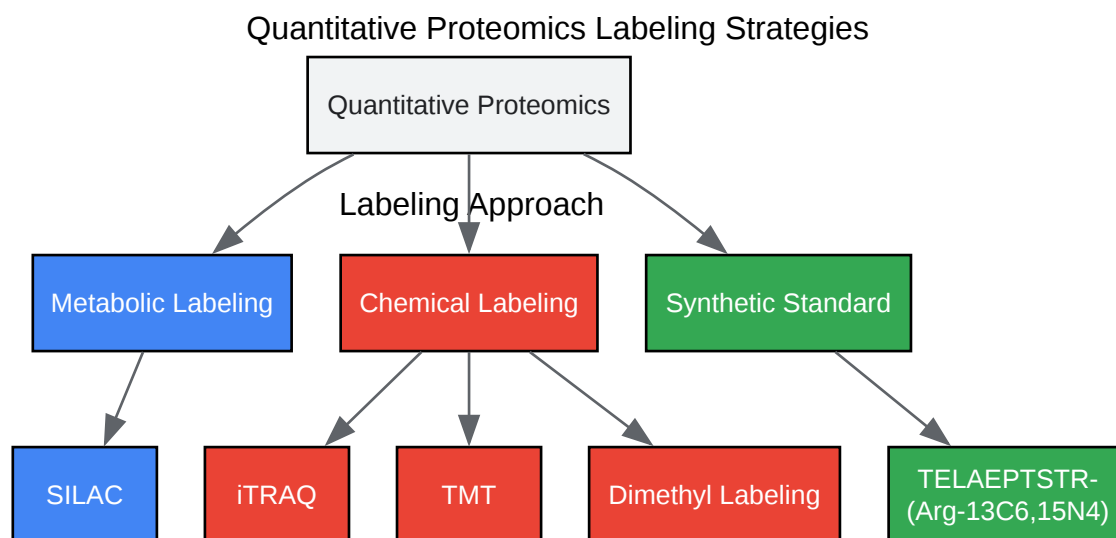 Quantitative Proteomics Labeling Strategies
Quantitative Proteomics
Labeling Approach
Metabolic Labeling
Chemical Labeling
Synthetic Standard
SILAC
iTRAQ
TMT
Dimethyl Labeling
TELAEPTSTR-
(Arg-13C6,15N4)